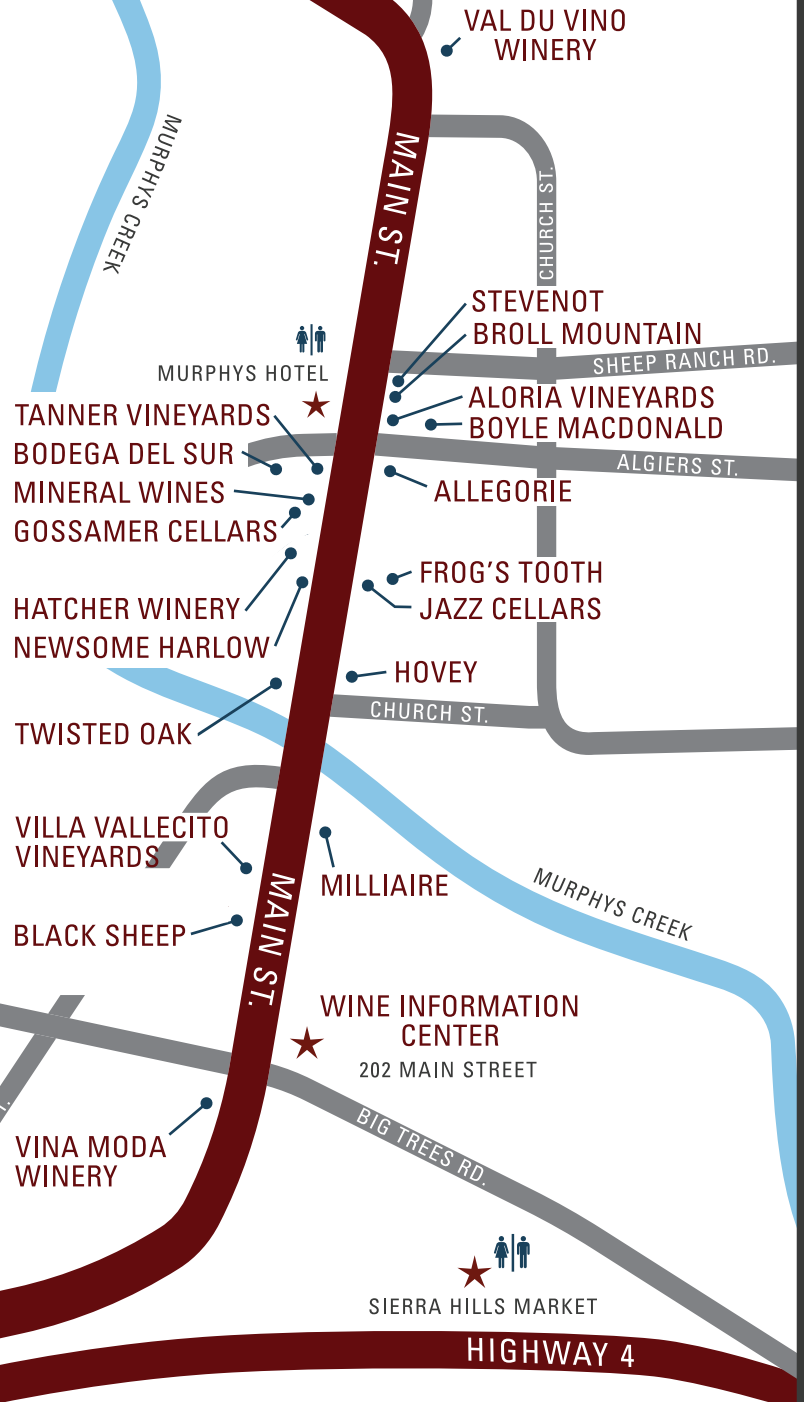 VAL DU VINO
WINERY
MURPHYS CREEK
MAIN ST.
CHURCH ST.
STEVENOT
BROLL MOUNTAIN
SHEEP RANCH RD.
MURPHYS HOTEL
TANNER VINEYARDS
ALORIA VINEYARDS
BOYLE MACDONALD
BODEGA DEL SUR
ALGIERS ST.
MINERAL WINES
ALLEGORIE
GOSSAMER CELLARS
FROG'S TOOTH
HATCHER WINERY
JAZZ CELLARS
NEWSOME HARLOW
HOVEY
CHURCH ST.
TWISTED OAK
VILLA VALLECITO
VINEYARDS
MILLIAIRE
MURPHYS CREEK
BLACK SHEEP
MAIN ST.
WINE INFORMATION
CENTER
202 MAIN STREET
BIG TREES RD.
VINA MODA
WINERY
SIERRA HILLS MARKET
HIGHWAY 4